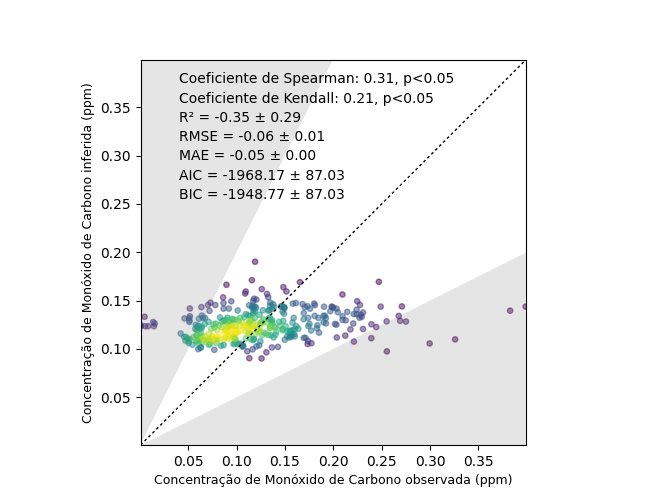 Coeficiente de Spearman: 0.31, p<0.05
Coeficiente de Kendall: 0.21, p<0.05
R² = -0.35 ± 0.29
RMSE = -0.06 ± 0.01
MAE = -0.05 ± 0.00
AIC = -1968.17 ± 87.03
BIC = -1948.77 ± 87.03
Concentração de Monóxido de Carbono inferida (ppm)
0.35
0.30
0.25
0.20
0.15
0.10
0.05
0.05 0.10 0.15 0.20 0.25 0.30 0.35
Concentração de Monóxido de Carbono observada (ppm)